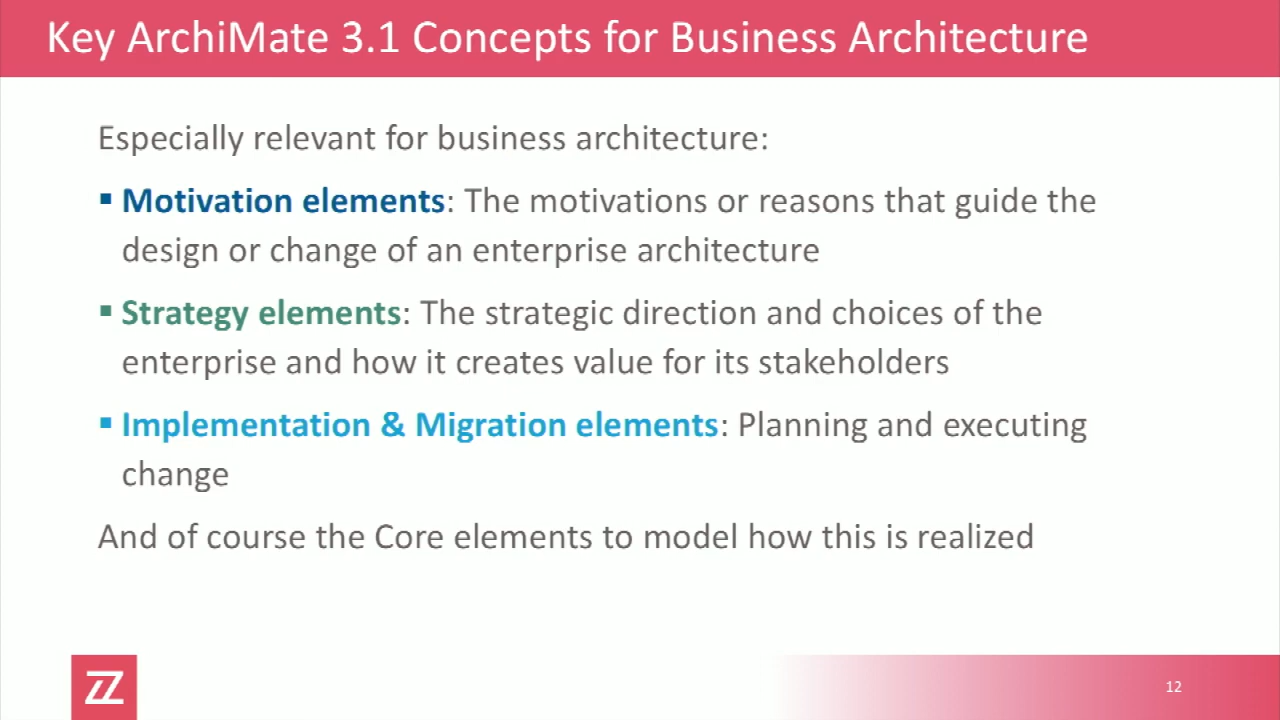 Key ArchiMate 3.1 Concepts for Business Architecture
Especially relevant for business architecture:
▪ Motivation elements: The motivations or reasons that guide the
design or change of an enterprise architecture
▪ Strategy elements: The strategic direction and choices of the
enterprise and how it creates value for its stakeholders
▪ Implementation & Migration elements: Planning and executing
change
And of course the Core elements to model how this is realized
ZZ
12